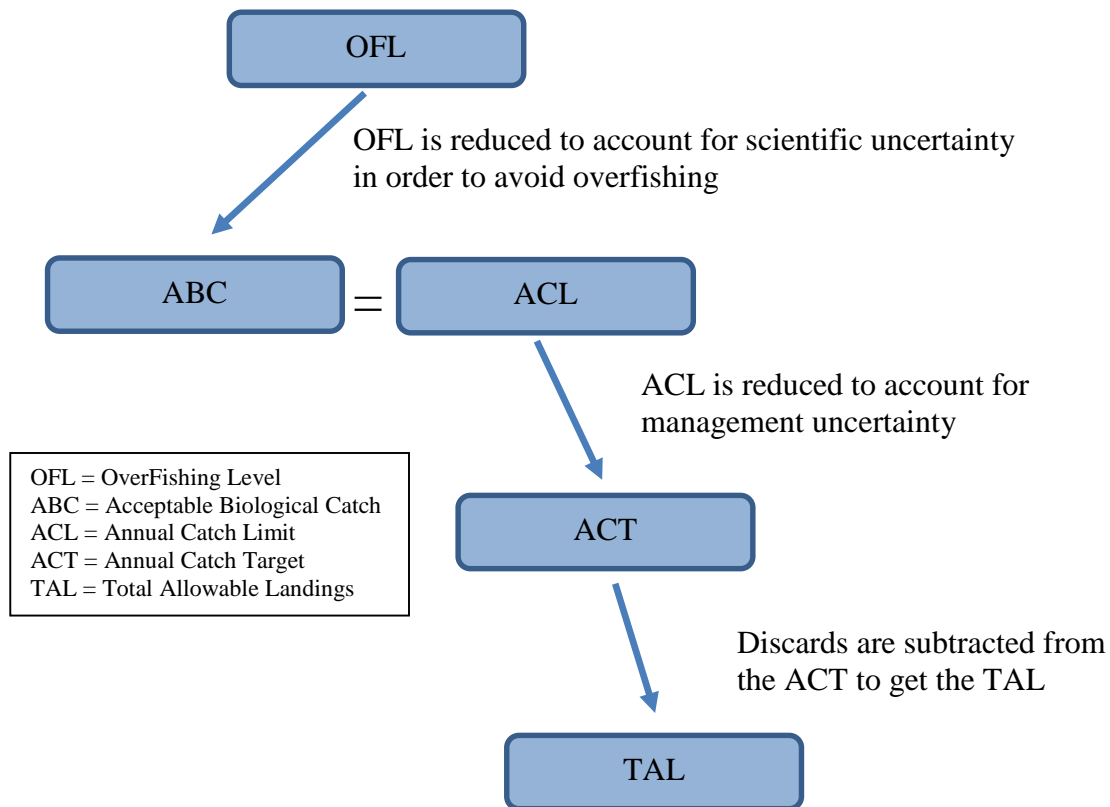 OFL
OFL is reduced to account for scientific uncertainty
in order to avoid overfishing
ABC
=
ACL
ACL is reduced to account for
management uncertainty
OFL = OverFishing Level
ABC = Acceptable Biological Catch
ACL = Annual Catch Limit
ACT = Annual Catch Target
TAL = Total Allowable Landings
ACT
Discards are subtracted from
the ACT to get the TAL
TAL